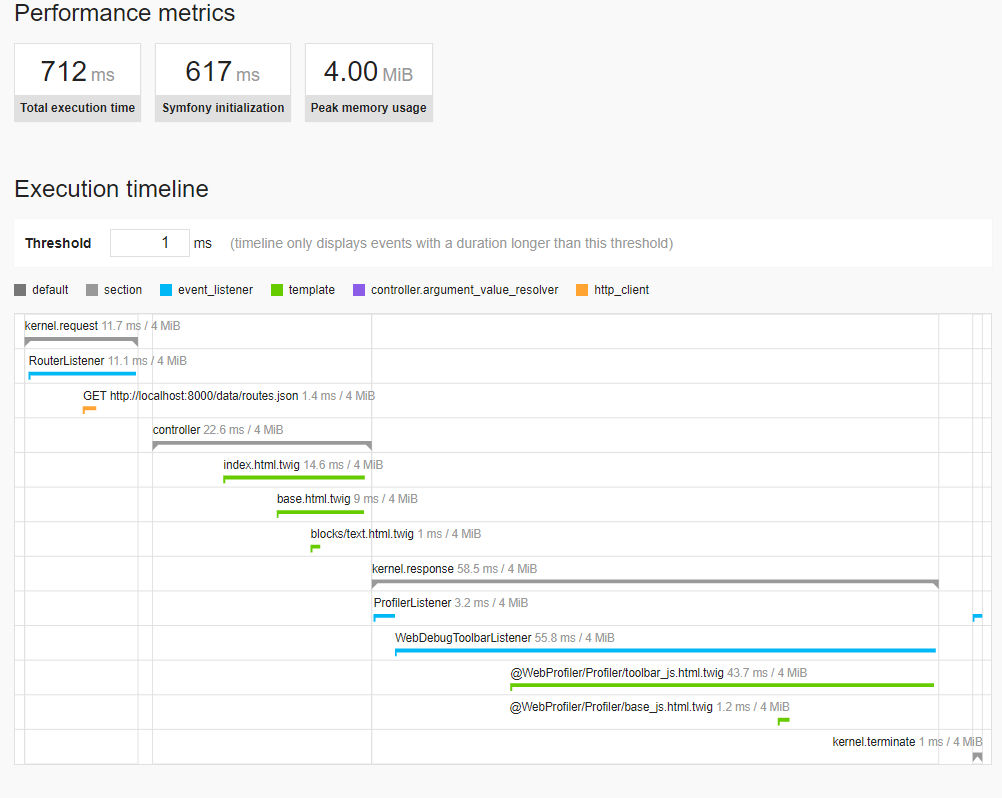 Performance metrics
712 ms
Total execution time
617 ms
Symfony initialization
4.00 MiB
Peak memory usage
Execution timeline
Threshold 1 ms (timeline only displays events with a duration longer than this threshold)
default section event_listener template controller.argument_value_resolver http_client
kernel.request 11.7 ms / 4 MiB
RouterListener 11.1 ms / 4 MiB
GET http://localhost:8000/data/routes.json 1.4 ms / 4 MiB
controller 22.6 ms / 4 MiB
index.html.twig 14.6 ms / 4 MiB
base.html.twig 9 ms / 4 MiB
blocks/text.html.twig 1 ms / 4 MiB
kernel.response 58.5 ms / 4 MiB
ProfilerListener 3.2 ms / 4 MiB
WebDebugToolbarListener 55.8 ms / 4 MiB
@WebProfiler/Profiler/toolbar_js.html.twig 43.7 ms / 4 MiB
@WebProfiler/Profiler/base_js.html.twig 1.2 ms / 4 MiB
kernel.terminate 1 ms / 4 MiB